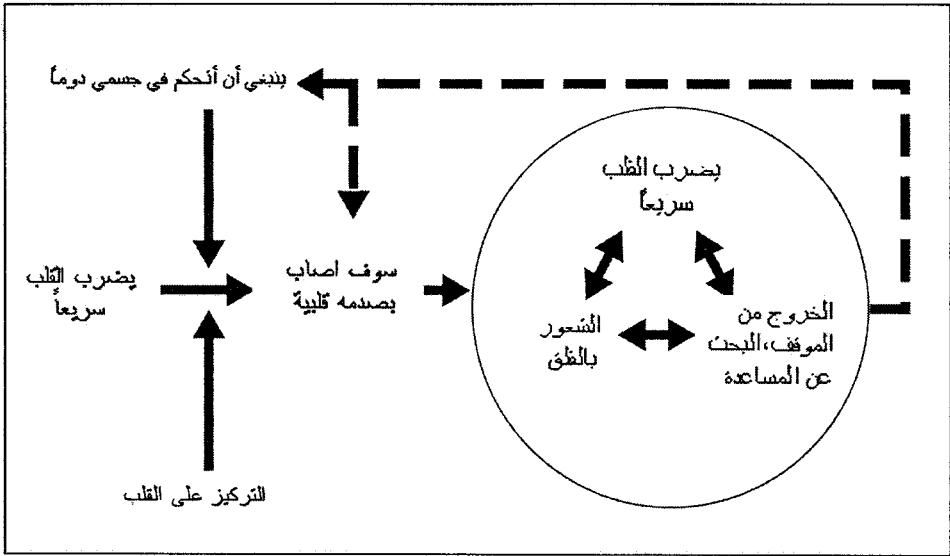 ينبغي أن أتحكم في جسمي دوماً
يضرب القلب
سريعاً
يضرب القلب
سريعاً
سوف اصاب
بصدمه قلبية
الشعور
بالقلق
الخروج من
الموقف،البحث
عن المساعدة
التركيز على القلب